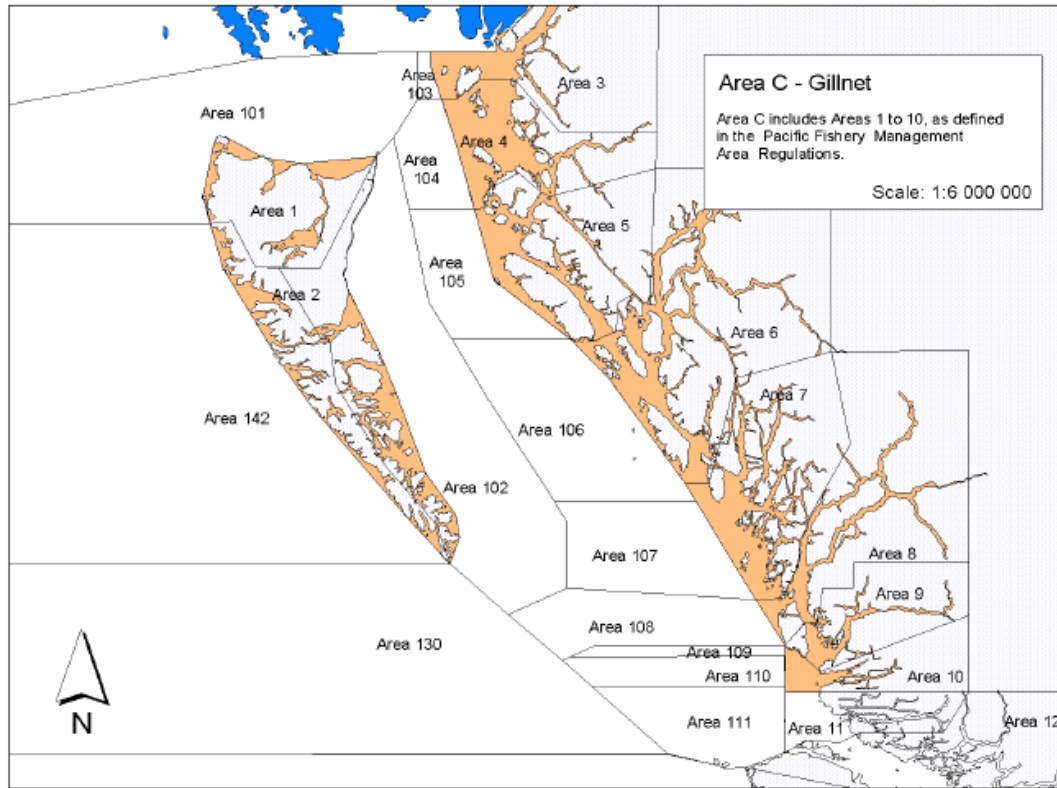 Area C - Gillnet
Area C includes Areas 1 to 10, as defined
in the Pacific Fishery Management
Area Regulations.
Scale: 1:6 000 000
Area
103
Area 3
Area 101
Area 4
Area
104
Area 1
Area 5
Area
105
Area 2
Area 6
Area 7
Area 142
Area 106
Area 102
Area 107
Area 8
Area 9
Area 108
Area 130
Area 109
Area 110
Area 10
Area 111
Area 11
Area 12
N